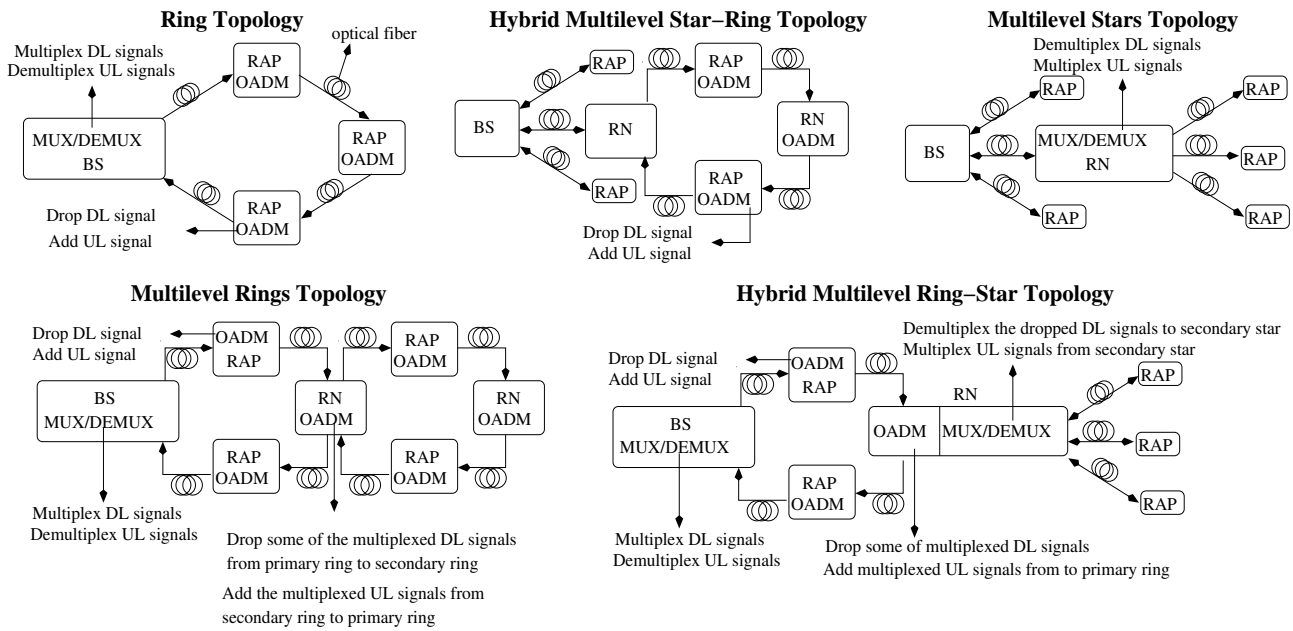 Ring Topology
optical fiber
Multiplex DL signals
Demultiplex UL signals
RAP
OADM
MUX/DEMUX
BS
RAP
OADM
RAP
OADM
Drop DL signal
Add UL signal
Hybrid Multilevel Star−Ring Topology
RAP
RAP
OADM
BS
RN
RN
OADM
RAP
RAP
OADM
Drop DL signal
Add UL signal
Multilevel Stars Topology
Demultiplex DL signals
Multiplex UL signals
RAP
RAP
BS
MUX/DEMUX
RN
RAP
RAP
RAP
Multilevel Rings Topology
Drop DL signal
Add UL signal
OADM
RAP
RAP
OADM
BS
MUX/DEMUX
RN
OADM
RN
OADM
RAP
OADM
RAP
OADM
Multiplex DL signals
Demultiplex UL signals
Drop some of the multiplexed DL signals
from primary ring to secondary ring
Add the multiplexed UL signals from
secondary ring to primary ring
Hybrid Multilevel Ring−Star Topology
Demultiplex the dropped DL signals to secondary star
Multiplex UL signals from secondary star
Drop DL signal
Add UL signal
OADM
RAP
RN
RAP
BS
MUX/DEMUX
OADM
MUX/DEMUX
RAP
RAP
OADM
RAP
Multiplex DL signals
Demultiplex UL signals
Drop some of multiplexed DL signals
Add multiplexed UL signals from to primary ring